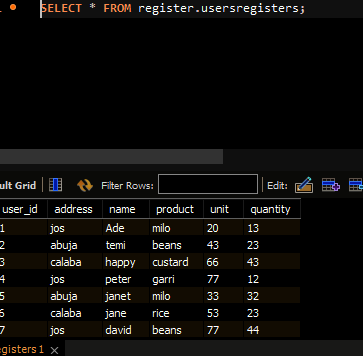 SELECT * FROM register.usersregisters;
ult Grid Filter Rows: Edit:
user_id address name product unit quantity
1 jos Ade milo 20 13
2 abuja temi beans 43 23
3 calaba happy custard 66 43
4 jos peter garri 77 12
5 abuja janet milo 33 32
6 calaba jane rice 53 23
7 jos david beans 77 44
egisters1 ×